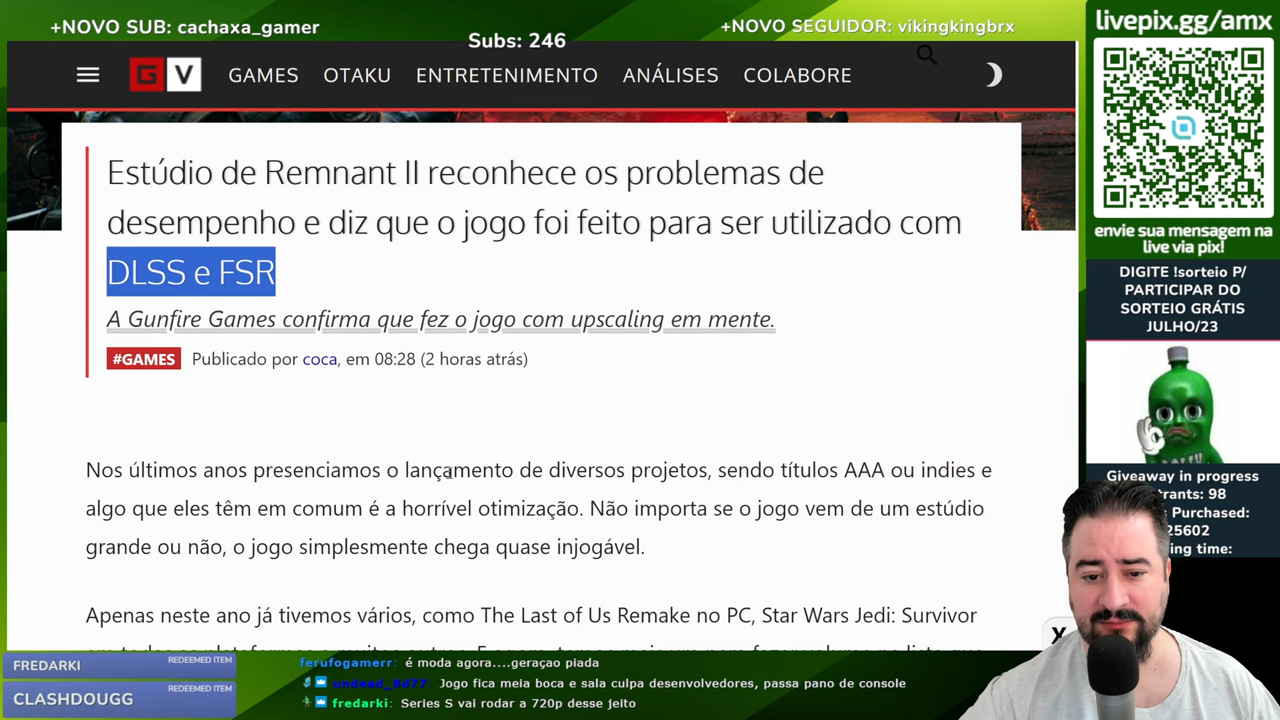 +NOVO SUB: cachaxa_gamer
Subs: 246
+NOVO SEGUIDOR: vikingkingbrx
livepix.gg/amx
G V GAMES OTAKU ENTRETENIMENTO ANÁLISES COLABORE
Estúdio de Remnant II reconhece os problemas de
desempenho e diz que o jogo foi feito para ser utilizado com
DLSS e FSR
A Gunfire Games confirma que fez o jogo com upscaling em mente.
#GAMES Publicado por coca, em 08:28 (2 horas atrás)
Nos últimos anos presenciamos o lançamento de diversos projetos, sendo títulos AAA ou indies e
algo que eles têm em comum é a horrível otimização. Não importa se o jogo vem de um estúdio
grande ou não, o jogo simplesmente chega quase injogável.
Apenas neste ano já tivemos vários, como The Last of Us Remake no PC, Star Wars Jedi: Survivor
envie sua mensagem na
live via pix!
DIGITE !sorteio P/
PARTICIPAR DO
SORTEIO GRÁTIS
JULHO/23
Giveaway in progress
trants: 98
Purchased:
25602
ing time:
X
FREDARKI REDEEMED ITEM
CLASHDOUGG REDEEMED ITEM
ferufogamerr: é moda agora....geraçao piada
undead_8d77: Jogo fica meia boca e sala culpa desenvolvedores, passa pano de console
fredarki: Series S vai rodar a 720p desse jeito